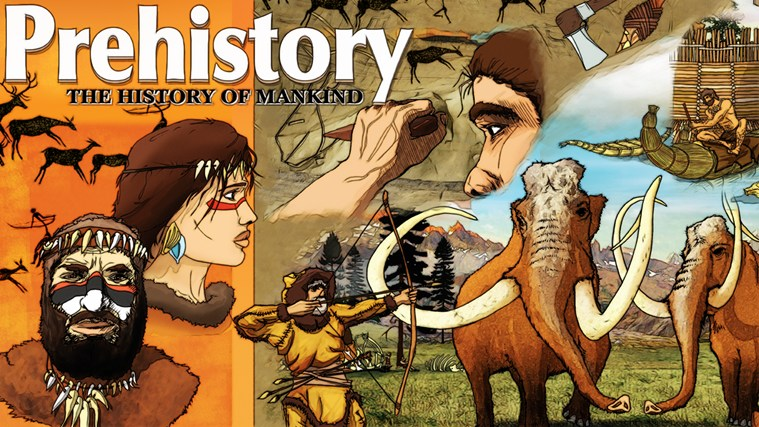 Prehistory
THE HISTORY OF MANKIND